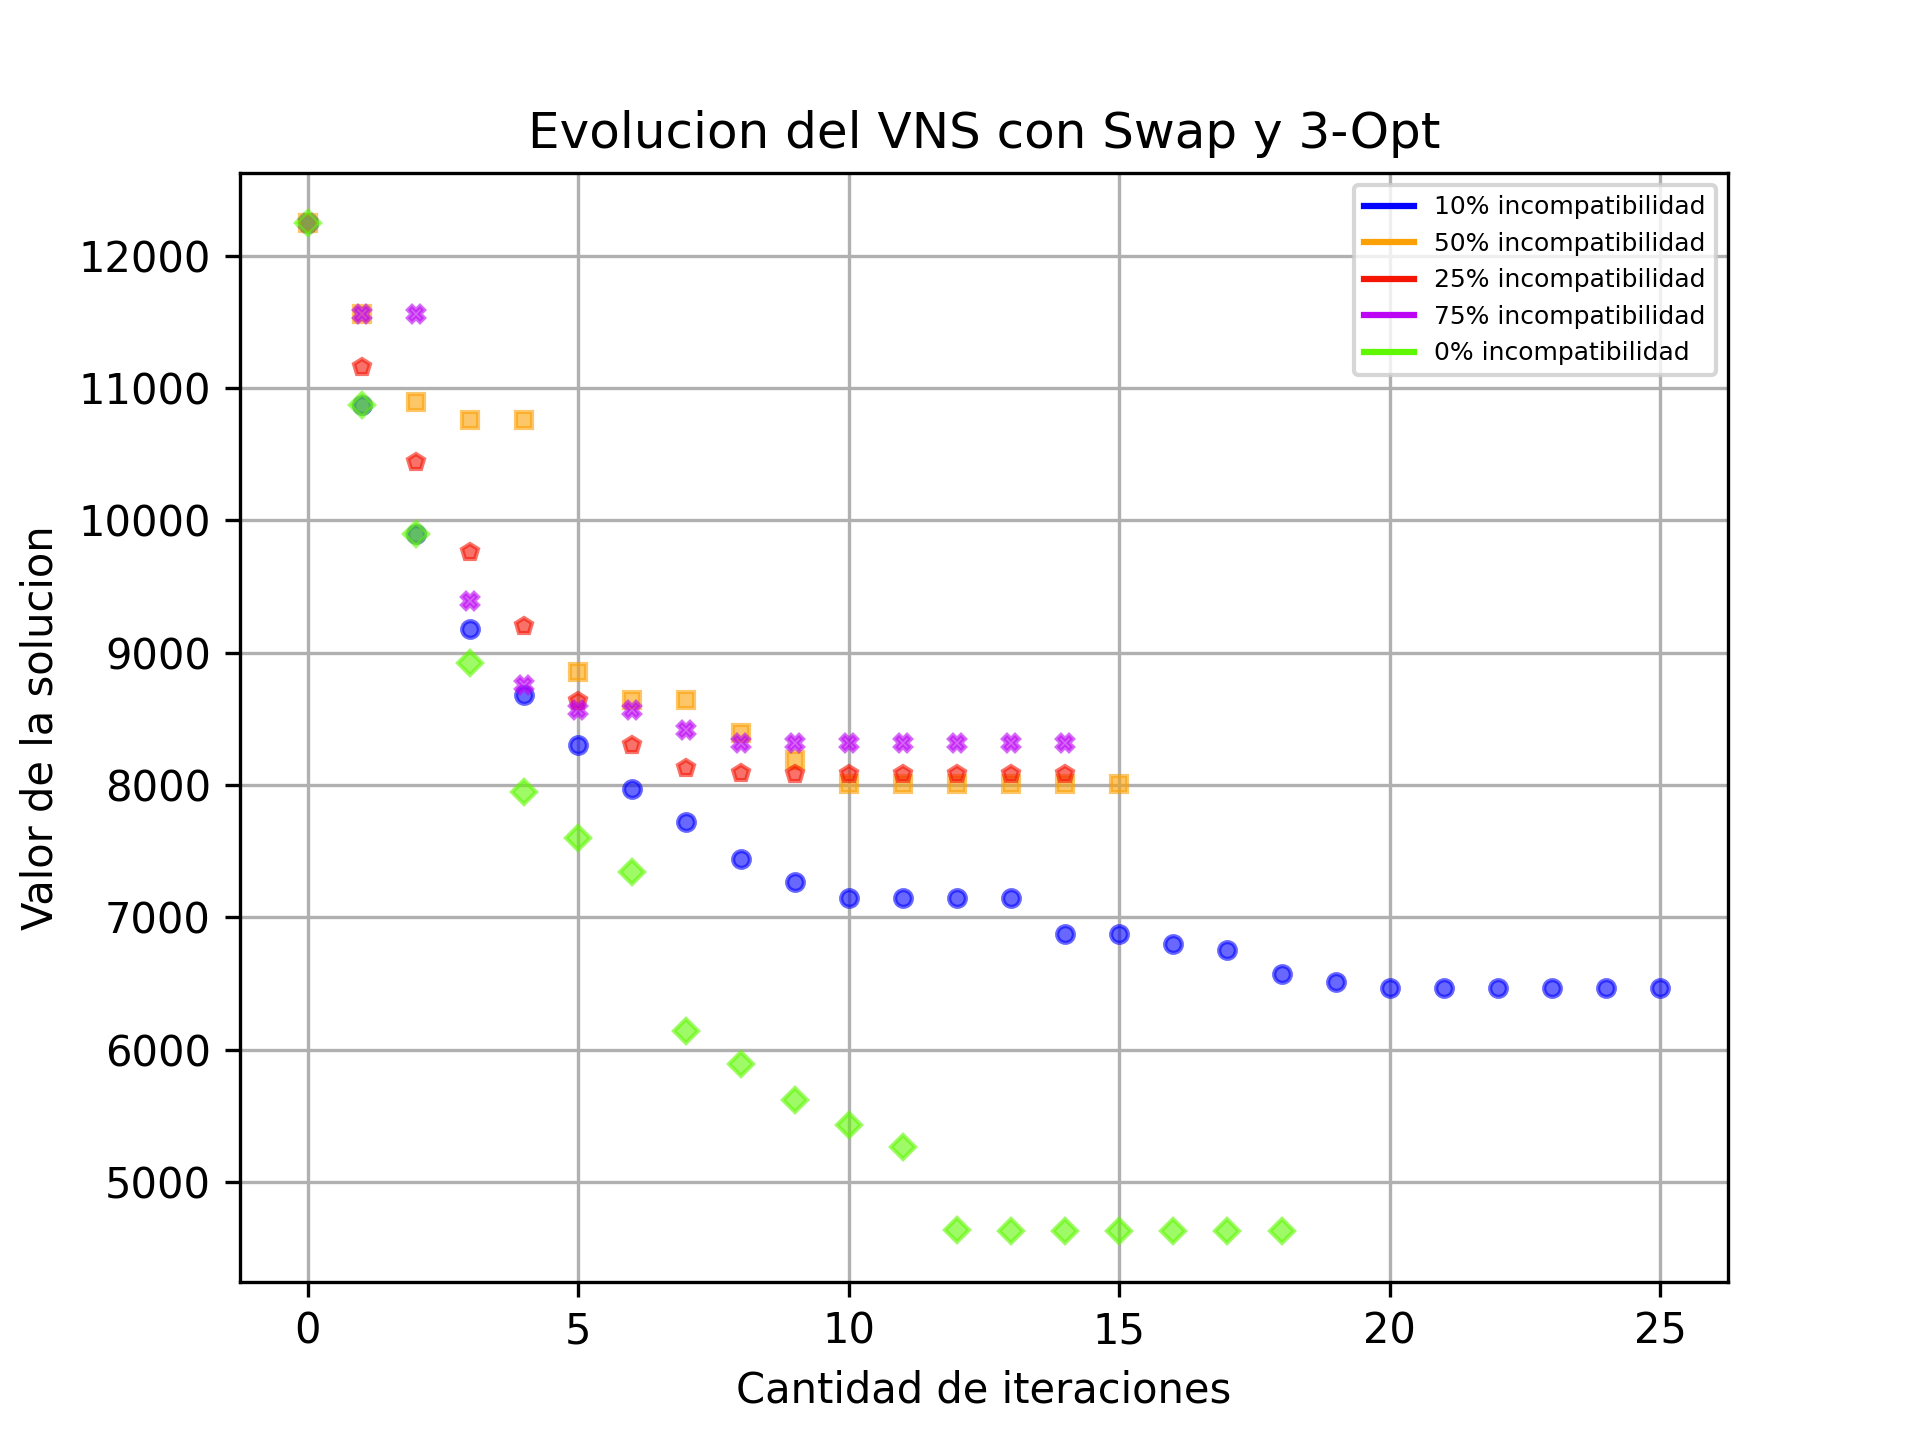 Evolucion del VNS con Swap y 3-Opt
10% incompatibilidad
50% incompatibilidad
25% incompatibilidad
75% incompatibilidad
0% incompatibilidad
12000
11000
10000
9000
8000
7000
6000
5000
Valor de la solucion
0 5 10 15 20 25
Cantidad de iteraciones